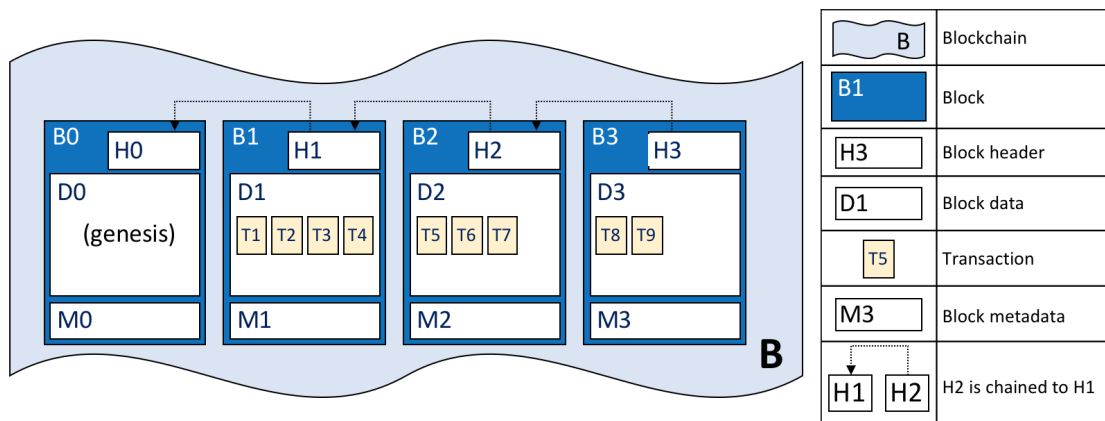 B0
H0
D0
(genesis)
M0
B1
H1
D1
T1 T2 T3 T4
M1
B2
H2
D2
T5 T6 T7
M2
B3
H3
D3
T8 T9
M3
B
B Blockchain
B1 Block
H3 Block header
D1 Block data
T5 Transaction
M3 Block metadata
H1 H2 H2 is chained to H1